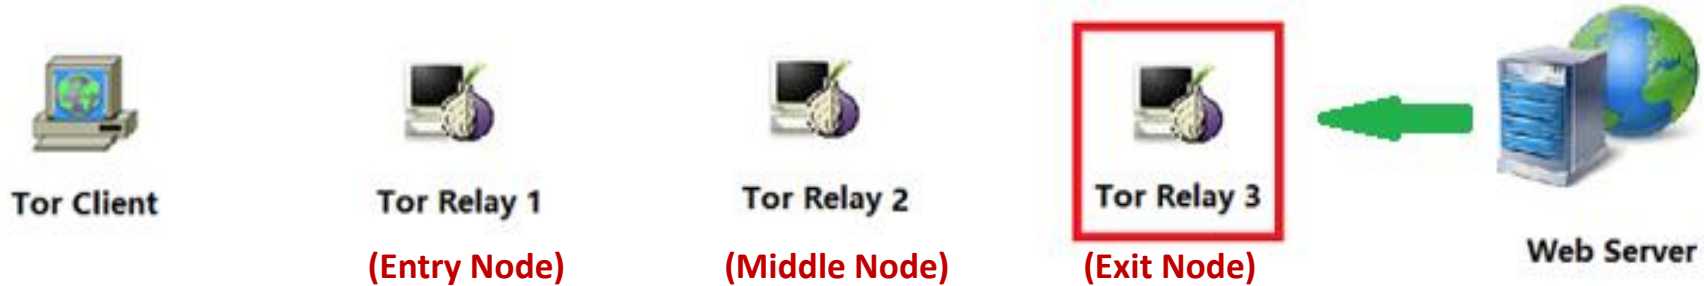 Tor Client
Tor Relay 1
(Entry Node)
Tor Relay 2
(Middle Node)
Tor Relay 3
(Exit Node)
Web Server